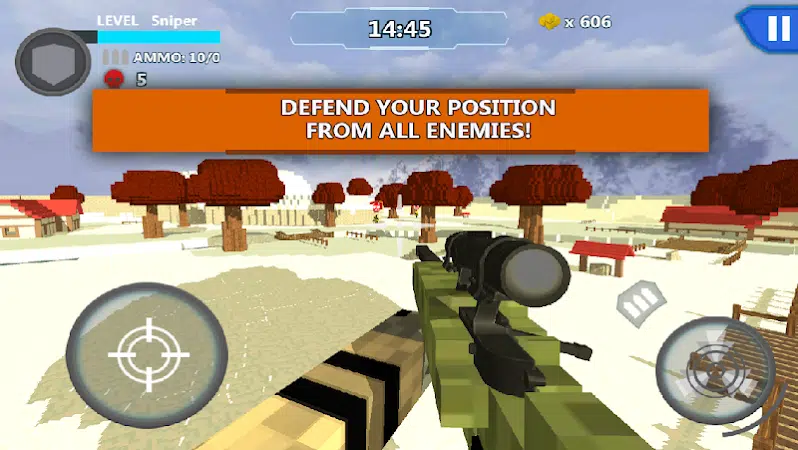 LEVEL Sniper
14:45
x 606
AMMO: 10/0
5
DEFEND YOUR POSITION
FROM ALL ENEMIES!